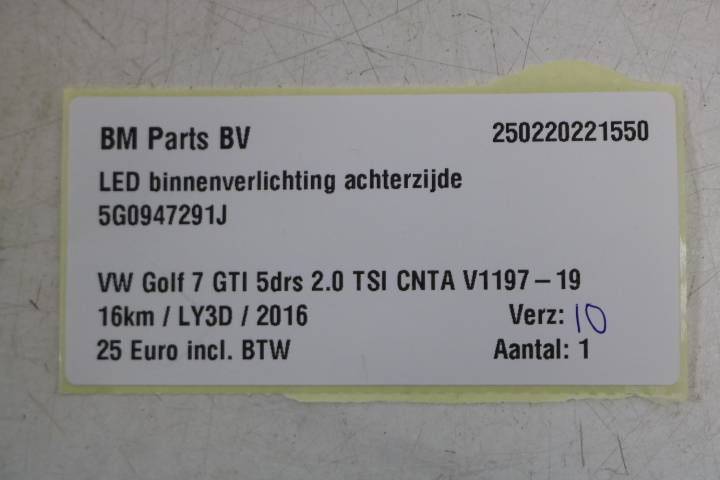 BM Parts BV 250220221550
LED binnenverlichting achterzijde
5G0947291J
VW Golf 7 GTI 5drs 2.0 TSI CNTA V1197 – 19
16km / LY3D / 2016 Verz: 10
25 Euro incl. BTW Aantal: 1